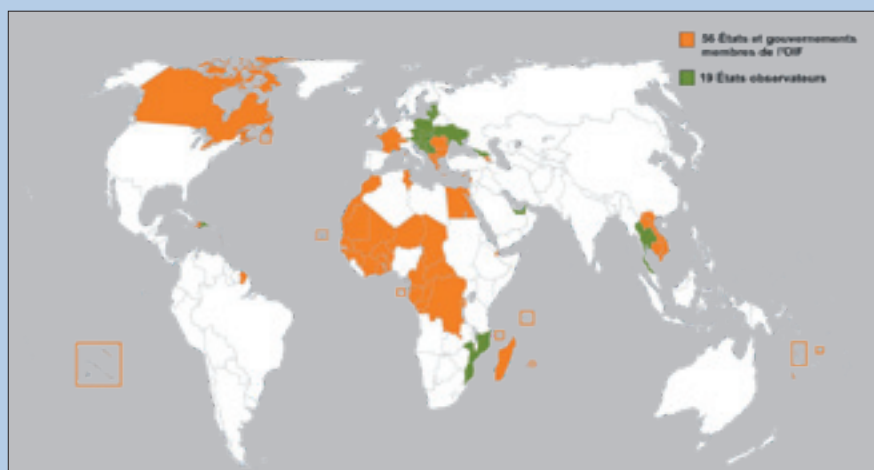 56 États et gouvernements
membres de l'OIF
19 États observateurs